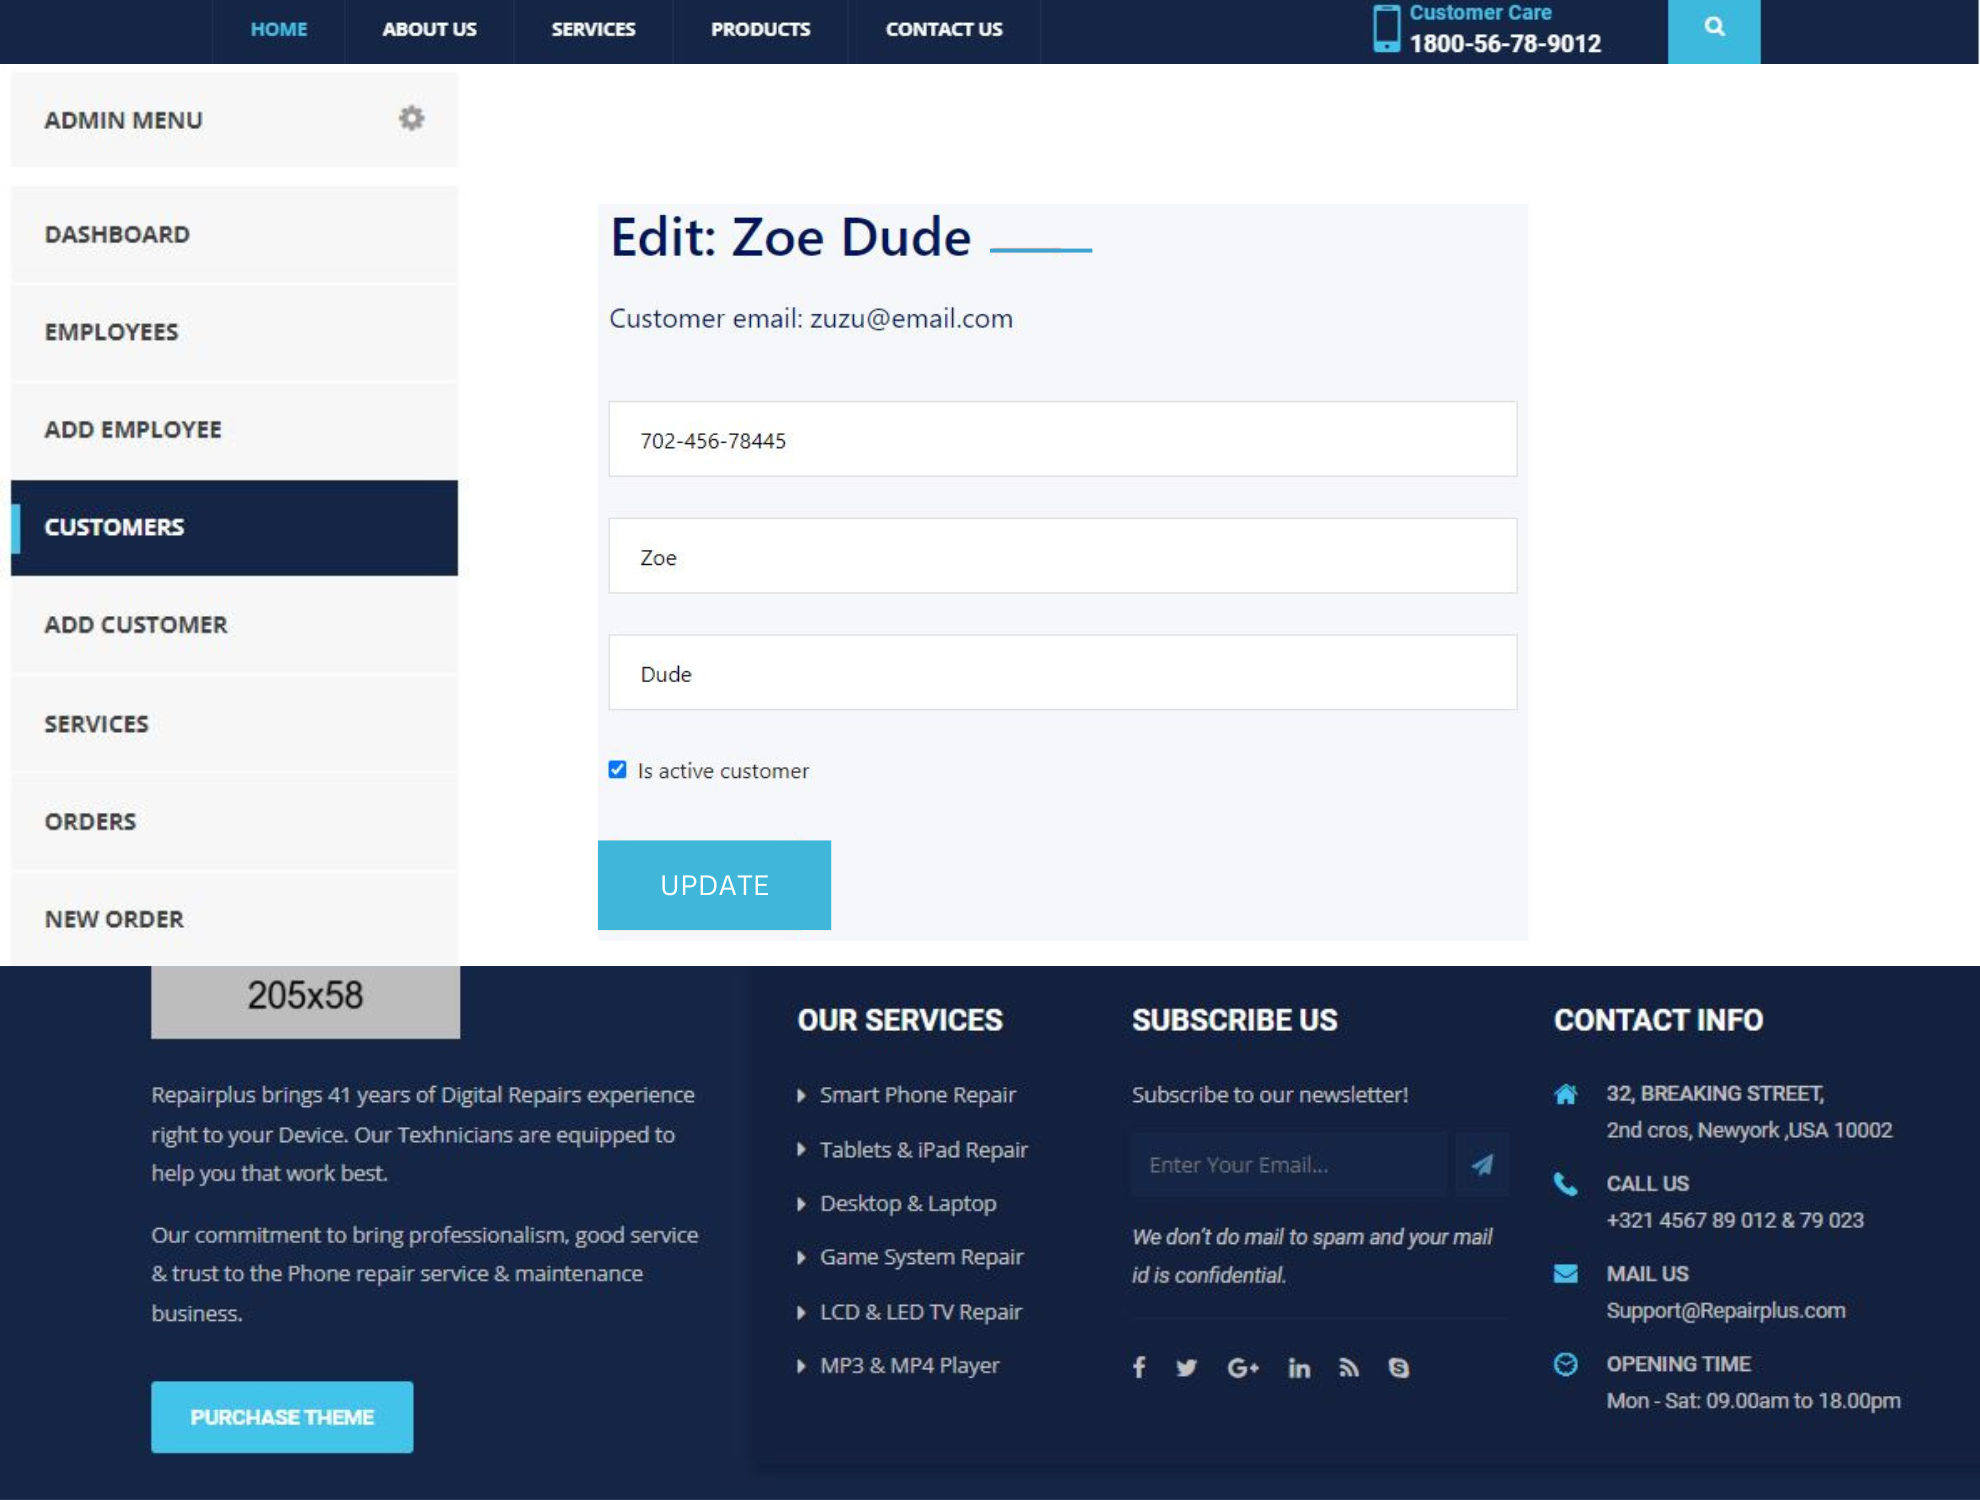 HOME
ABOUT US
SERVICES
PRODUCTS
CONTACT US
Customer Care
1800-56-78-9012
ADMIN MENU
DASHBOARD
EMPLOYEES
ADD EMPLOYEE
CUSTOMERS
ADD CUSTOMER
SERVICES
ORDERS
NEW ORDER
Edit: Zoe Dude
Customer email: zuzu@email.com
702-456-78445
Zoe
Dude
Is active customer
UPDATE
205x58
Repairplus brings 41 years of Digital Repairs experience
right to your Device. Our Texhnicians are equipped to
help you that work best.
Our commitment to bring professionalism, good service
& trust to the Phone repair service & maintenance
business.
PURCHASE THEME
OUR SERVICES
Smart Phone Repair
Tablets & iPad Repair
Desktop & Laptop
Game System Repair
LCD & LED TV Repair
MP3 & MP4 Player
SUBSCRIBE US
Subscribe to our newsletter!
Enter Your Email...
We don't do mail to spam and your mail
id is confidential.
CONTACT INFO
32, BREAKING STREET,
2nd cros, Newyork ,USA 10002
CALL US
+321 4567 89 012 & 79 023
MAIL US
Support@Repairplus.com
OPENING TIME
Mon - Sat: 09.00am to 18.00pm